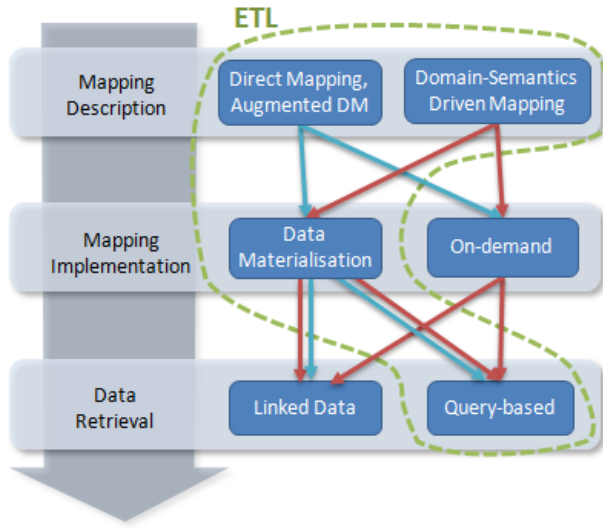 ETL
Mapping
Description
Direct Mapping,
Augmented DM
Domain-Semantics
Driven Mapping
Mapping
Implementation
Data
Materialisation
On-demand
Data
Retrieval
Linked Data
Query-based